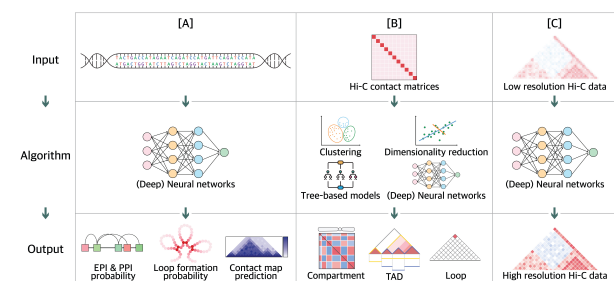 [A] [B] [C]
Input
Hi-C contact matrices
Low resolution Hi-C data
Algorithm
(Deep) Neural networks
Clustering
Dimensionality reduction
Tree-based models
(Deep) Neural networks
(Deep) Neural networks
Output
EPI & PPI
probability
Loop formation
probability
Contact map
prediction
Compartment
TAD
Loop
High resolution Hi-C data